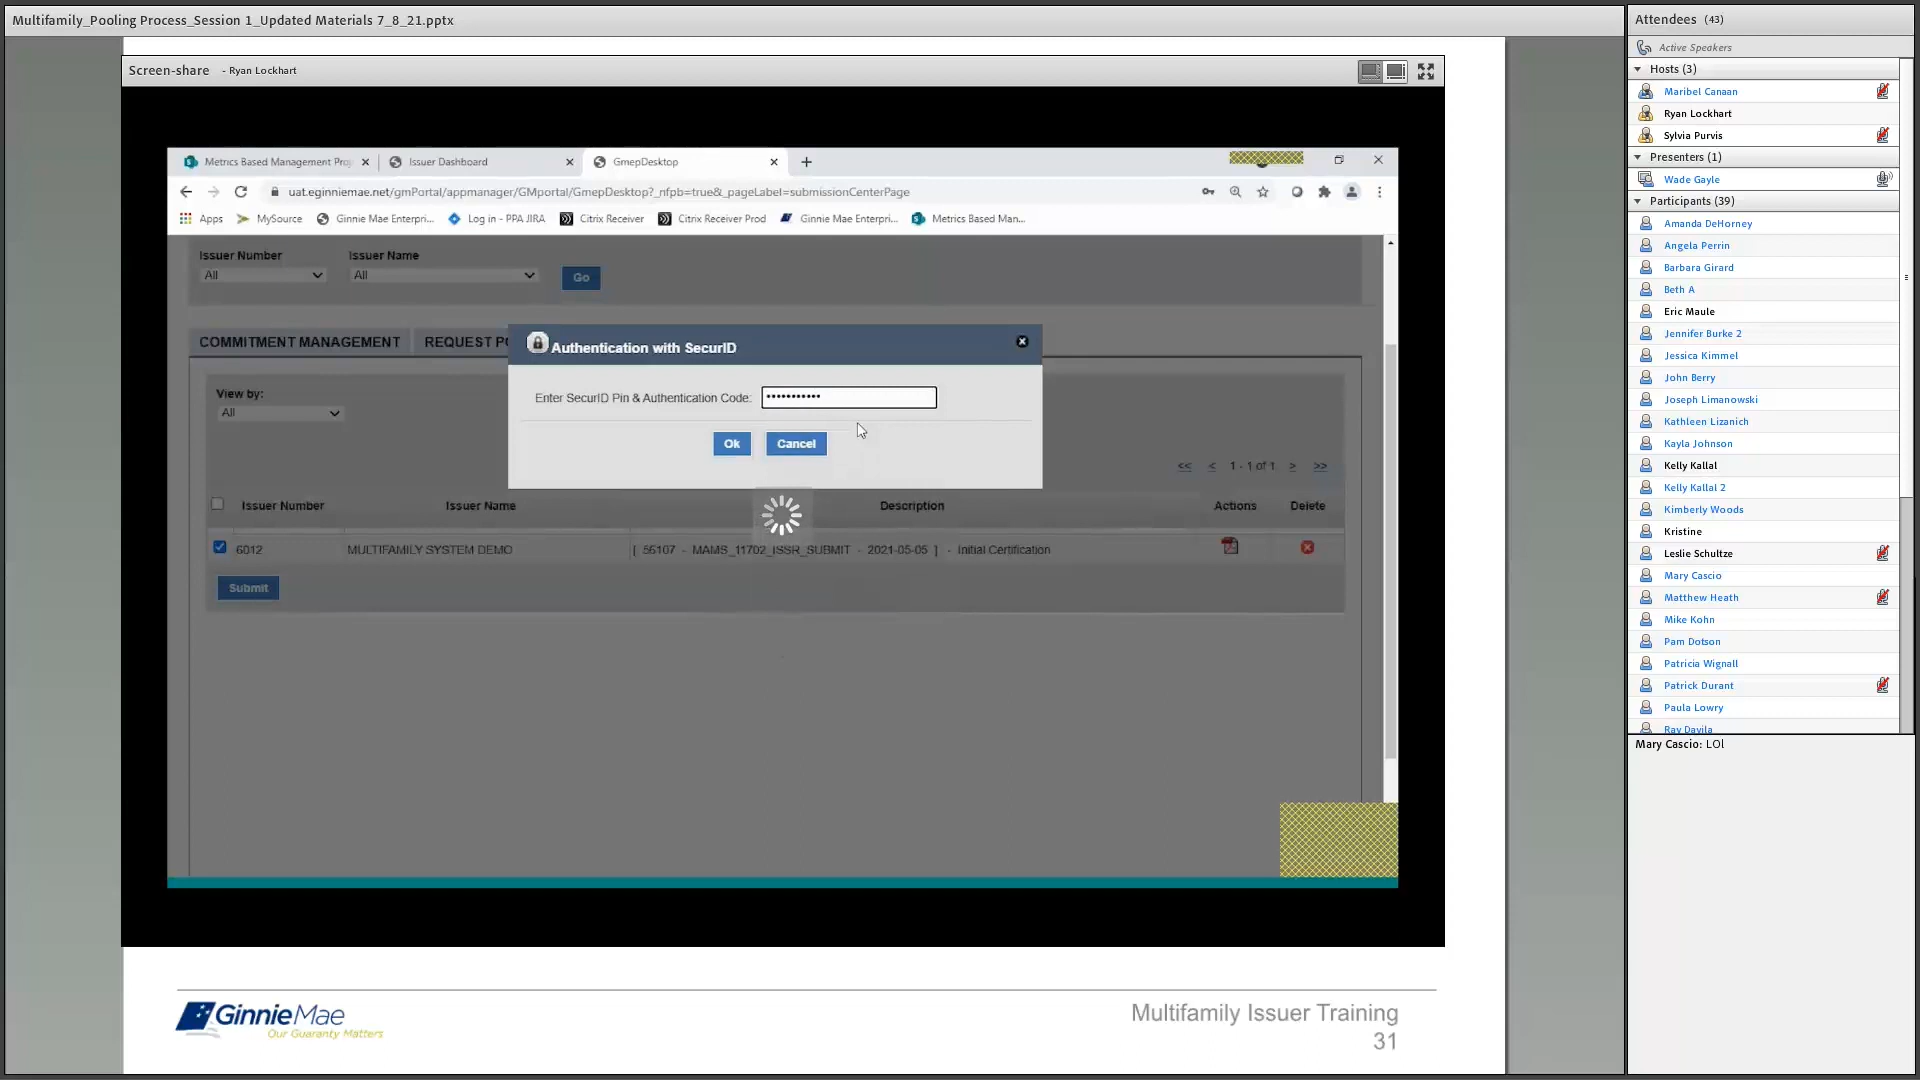 Multifamily_Pooling Process_Session 1_Updated Materials 7_8_21.pptx
Screen-share - Ryan Lockhart
Metrics Based Management Pro
Issuer Dashboard
GmepDesktop
uat.eginniemae.net/gmPortal/appmanager/GMportal/GmepDesktop?_nfpb=true&_pageLabel=submissionCenterPage
Apps MySource Ginnie Mae Enterpri... Log in - PPA JIRA Citrix Receiver Citrix Receiver Prod Ginnie Mae Enterpri... Metrics Based Man...
Issuer Number Issuer Name
All All Go
COMMITMENT MANAGEMENT REQUEST PO
Authentication with SecurID
Enter SecurID Pin & Authentication Code: •••••••••••
Ok Cancel
View by:
All
<< < 1 - 1 of 1 > >>
Issuer Number Issuer Name Description Actions Delete
6012 MULTIFAMILY SYSTEM DEMO [ 55107 - MAMS_11702_ISSR_SUBMIT - 2021-05-05 ] - Initial Certification
Submit
GinnieMae
Our Guaranty Matters
Multifamily Issuer Training
31
Attendees (43)
Active Speakers
Hosts (3)
Maribel Canaan
Ryan Lockhart
Sylvia Purvis
Presenters (1)
Wade Gayle
Participants (39)
Amanda DeHorney
Angela Perrin
Barbara Girard
Beth A
Eric Maule
Jennifer Burke 2
Jessica Kimmel
John Berry
Joseph Limanowski
Kathleen Lizanich
Kayla Johnson
Kelly Kallal
Kelly Kallal 2
Kimberly Woods
Kristine
Leslie Schultze
Mary Cascio
Matthew Heath
Mike Kohn
Pam Dotson
Patricia Wignall
Patrick Durant
Paula Lowry
Ray Davila
Mary Cascio: LOl